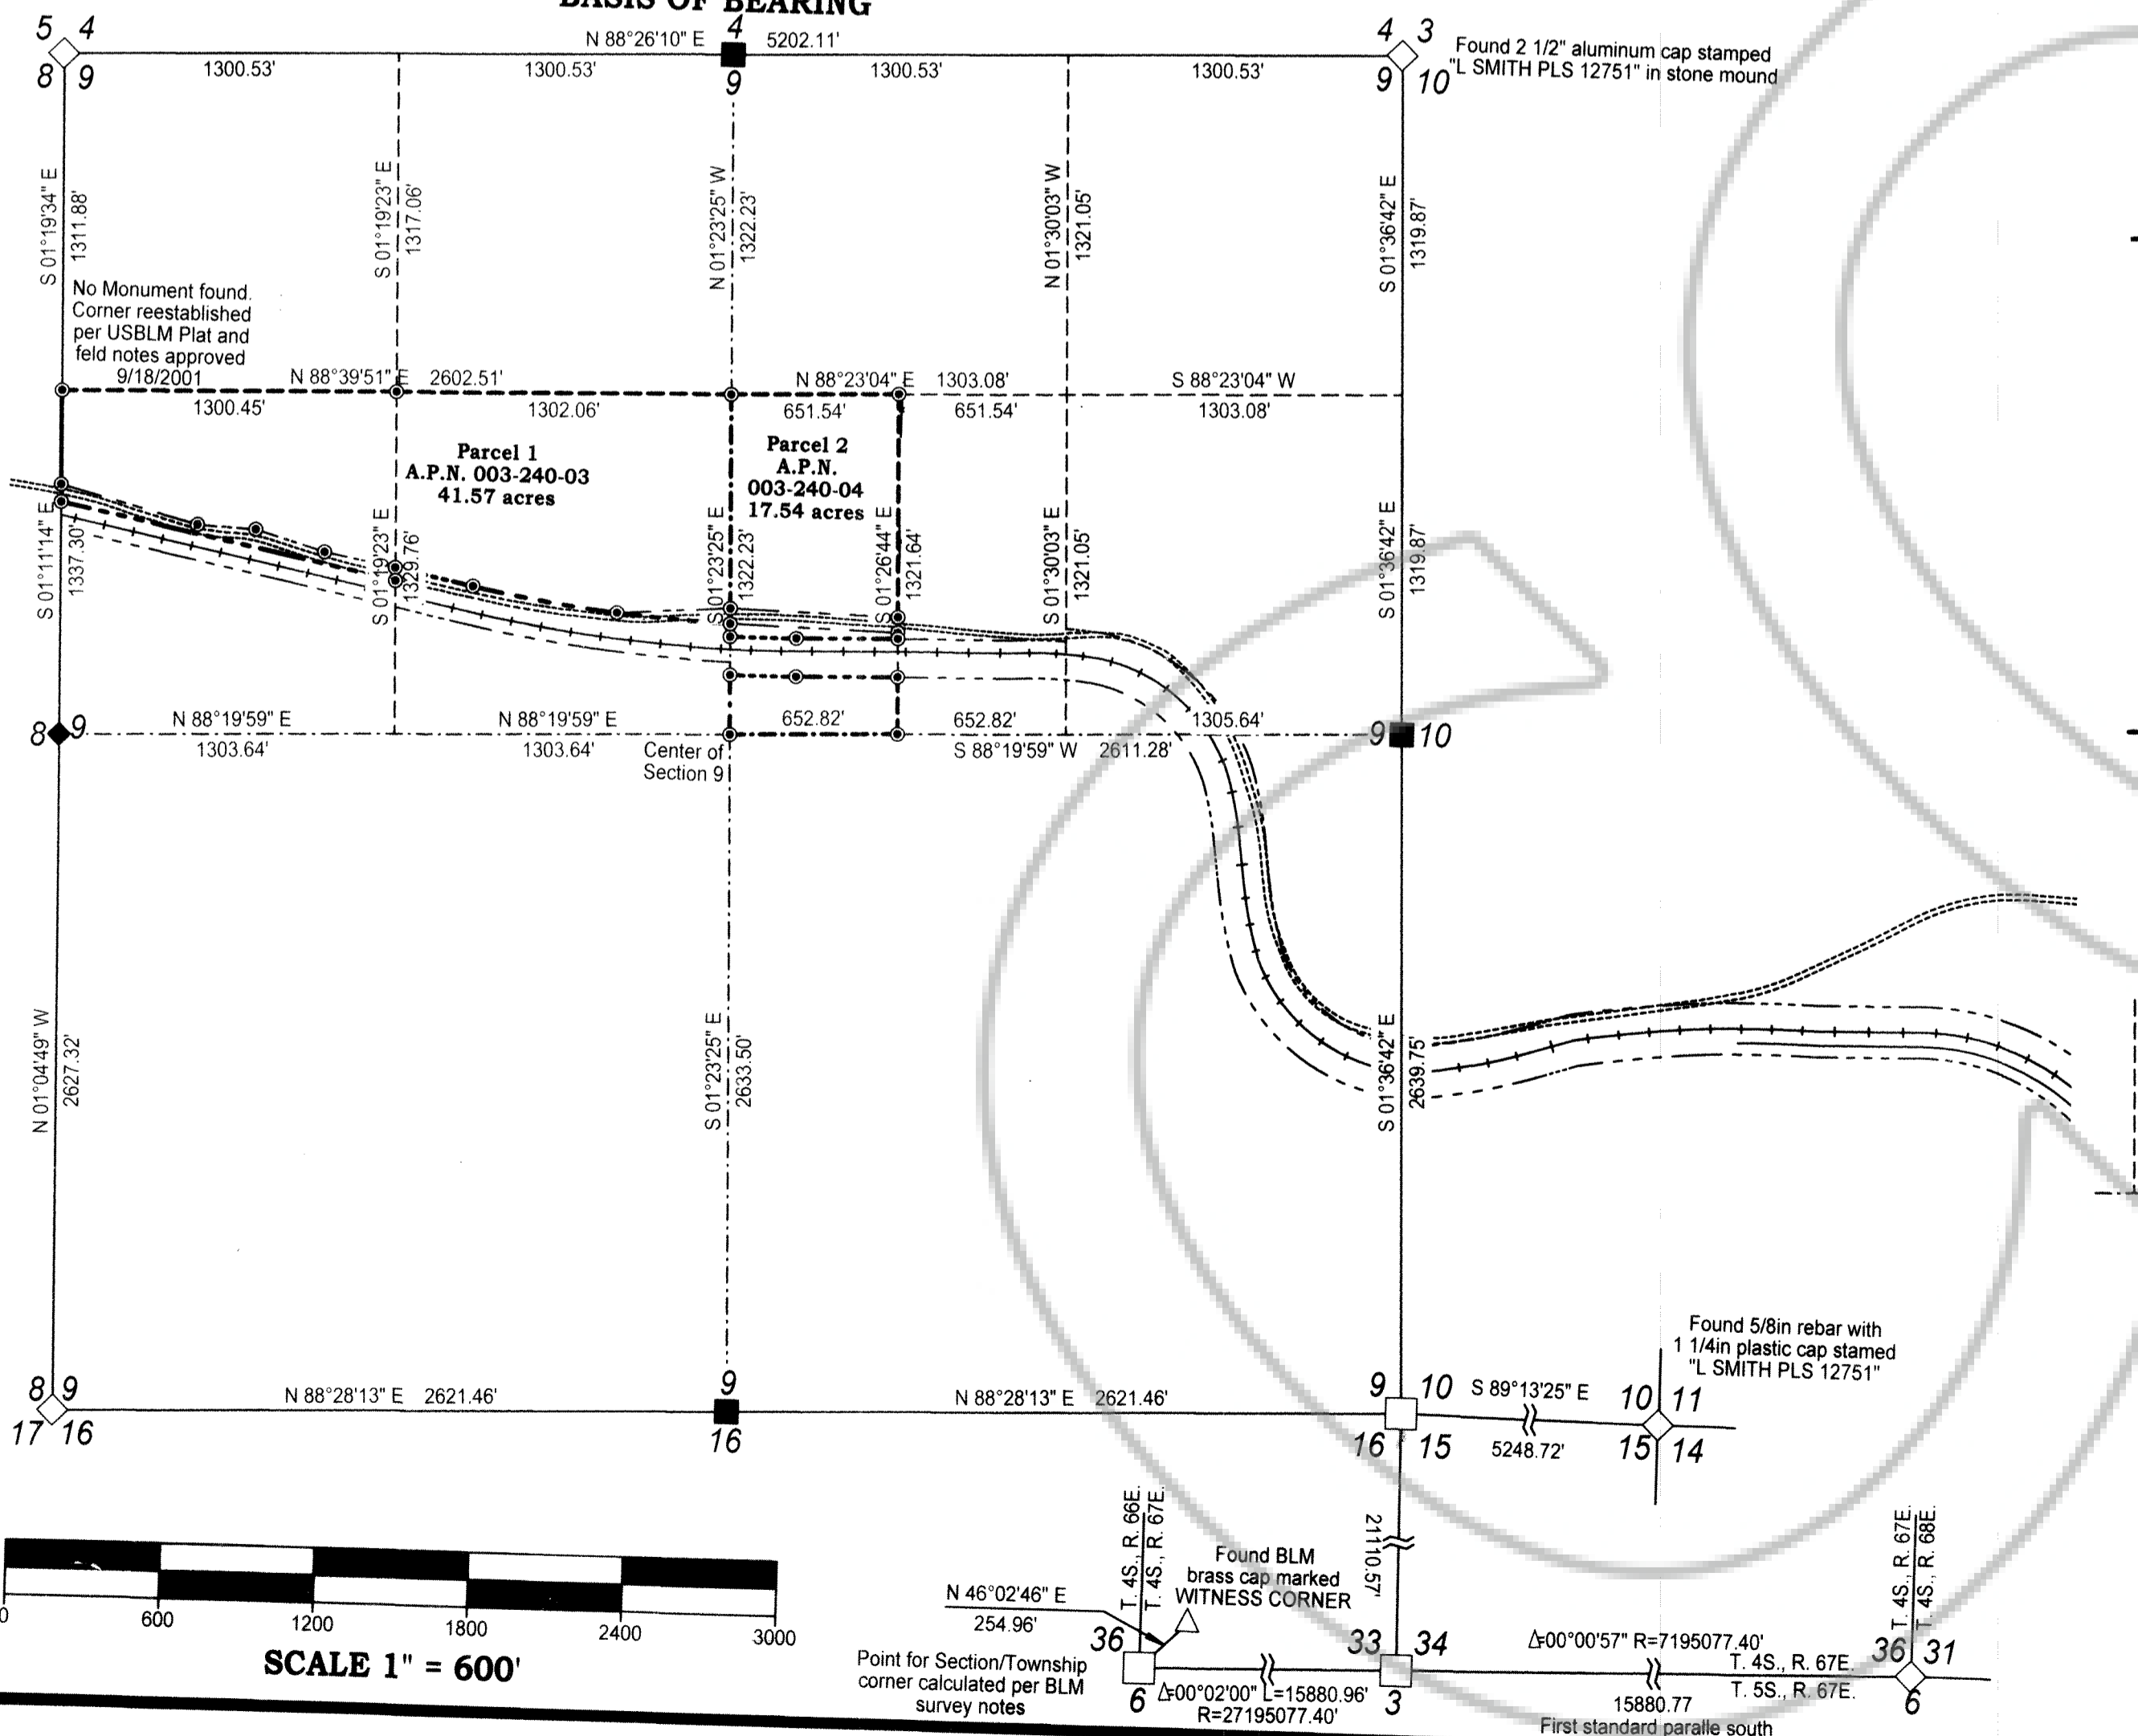 BASIS OF BEARING
5 4
8 9
N 88°26'10" E
4
9
5202.11'
4 3
9 10
Found 2 1/2" aluminum cap stamped
"L SMITH PLS 12751" in stone mound
1300.53'
1300.53'
1300.53'
1300.53'
S 01°19'34" E
1311.88'
S 01°19'23" E
1317.06'
N 01°23'25" W
1322.23'
N 01°30'03" W
1321.05'
S 01°36'42" E
1319.87'
No Monument found.
Corner reestablished
per USBLM Plat and
feld notes approved
9/18/2001
N 88°39'51" E 2602.51'
N 88°23'04" E 1303.08'
S 88°23'04" W
1300.45'
1302.06'
651.54'
651.54'
1303.08'
Parcel 1
A.P.N. 003-240-03
41.57 acres
Parcel 2
A.P.N.
003-240-04
17.54 acres
S 01°11'14" E
1337.30'
S 01°19'23" E
1329.76'
S 01°23'25" E
1322.23'
S 01°26'44" E
1321.64'
S 01°30'03" E
1321.05'
S 01°36'42" E
1319.87'
8 9
N 88°19'59" E
1303.64'
N 88°19'59" E
1303.64'
652.82'
652.82'
1305.64'
9 10
Center of
Section 9
S 88°19'59" W 2611.28'
N 01°04'49" W
2627.32'
S 01°23'25" E
2633.50'
S 01°36'42" E
2639.75'
Found 5/8in rebar with
1 1/4in plastic cap stamed
"L SMITH PLS 12751"
8 9
17 16
N 88°28'13" E 2621.46'
9
16
N 88°28'13" E 2621.46'
9 10
16 15
S 89°13'25" E
5248.72'
10 11
15 14
0
600
1200
1800
2400
3000
SCALE 1" = 600'
N 46°02'46" E
254.96'
T. 4S., R. 66E.
T. 4S., R. 67E.
Found BLM
brass cap marked
WITNESS CORNER
21110.57'
Point for Section/Township
corner calculated per BLM
survey notes
36
6
Δ=00°02'00" L=15880.96'
R=27195077.40'
33 34
3
Δ=00°00'57" R=7195077.40'
T. 4S., R. 67E.
T. 5S., R. 67E.
15880.77
First standard paralle south
T. 4S., R. 67E.
T. 4S., R. 68E.
36 31
6